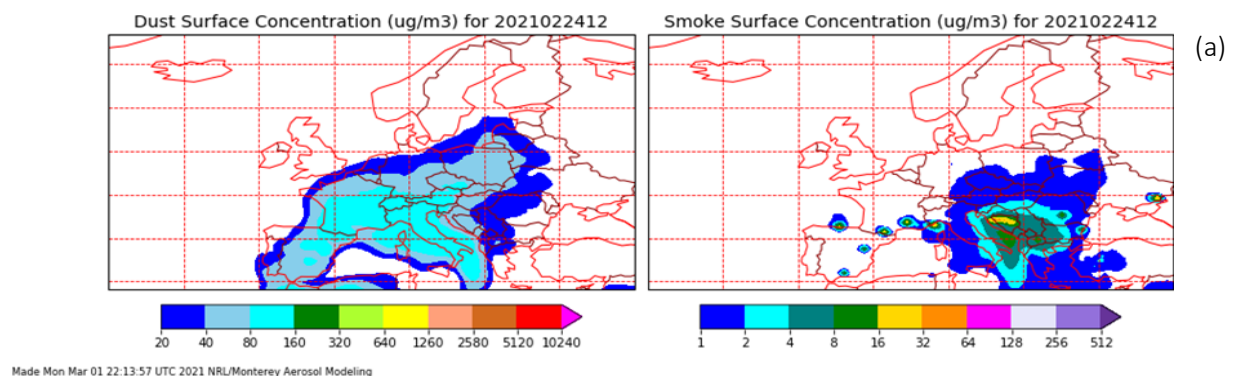 Dust Surface Concentration (ug/m3) for 2021022412
Smoke Surface Concentration (ug/m3) for 2021022412
(a)
20 40 80 160 320 640 1260 2580 5120 10240
1 2 4 8 16 32 64 128 256 512
Made Mon Mar 01 22:13:57 UTC 2021 NRL/Monterey Aerosol Modeling